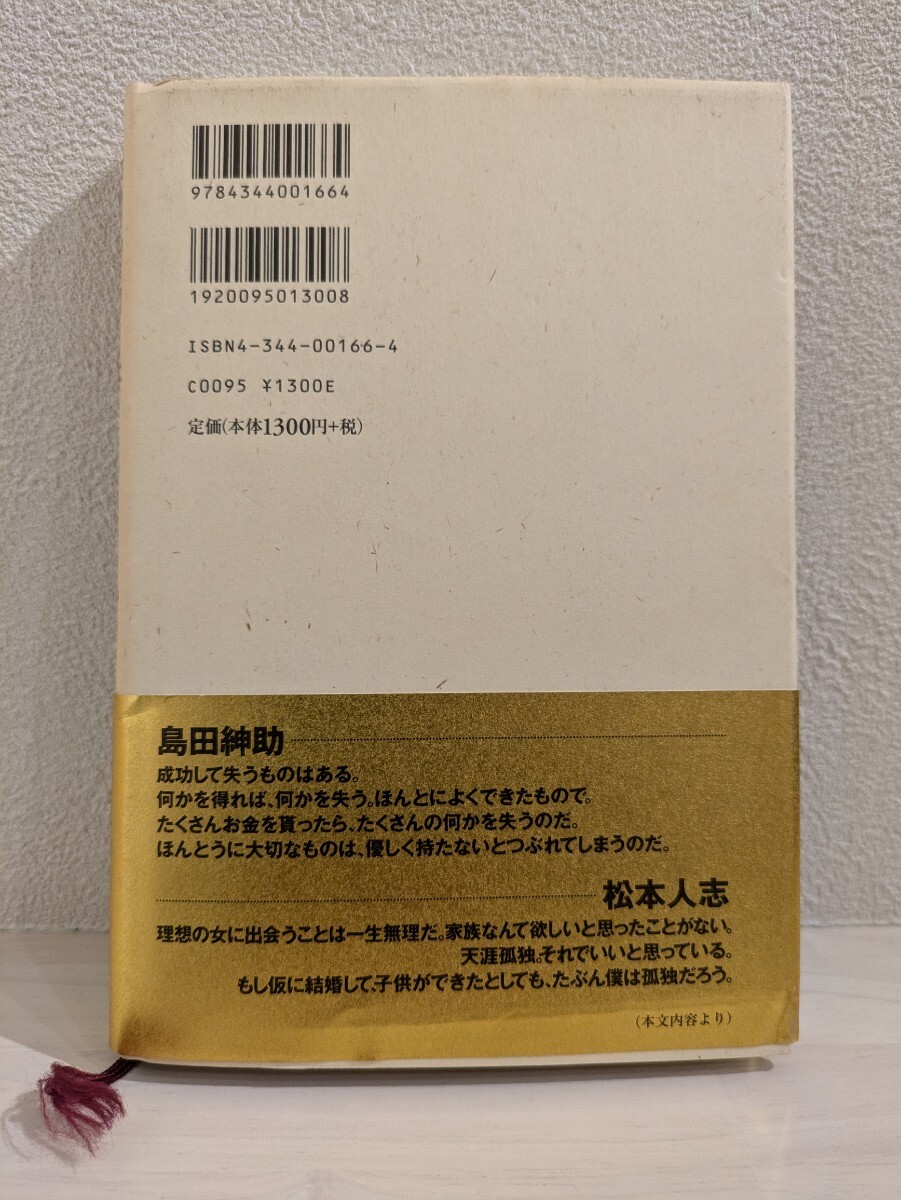 9784344001664
1920095013008
ISBN4-344-00166-4
C0095 ¥1300E
定価(本体1300円+税)
島田紳助
成功して失うものはある。
何かを得れば、何かを失う。ほんとによくできたもので。
たくさんお金を貰ったら、たくさんの何かを失うのだ。
ほんとうに大切なものは、優しく持たないとつぶれてしまうのだ。
松本人志
理想の女に出会うことは一生無理だ。家族なんて欲しいと思ったことがない。
天涯孤独。それでいいと思っている。
もし仮に結婚して、子供ができたとしても、たぶん僕は孤独だろう。
(本文内容より)